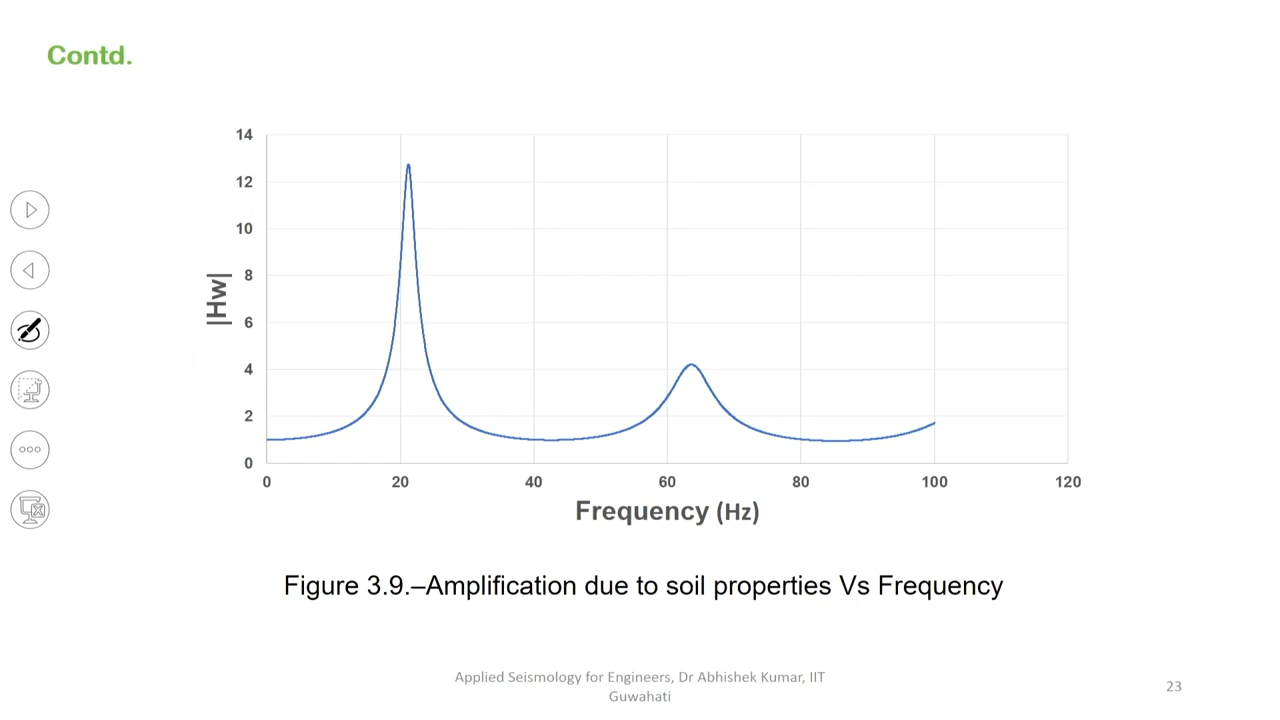 Contd.
14
12
10
8
6
4
2
0
|Hw|
0 20 40 60 80 100 120
Frequency (Hz)
Figure 3.9.–Amplification due to soil properties Vs Frequency
Applied Seismology for Engineers, Dr Abhishek Kumar, IIT
Guwahati
23